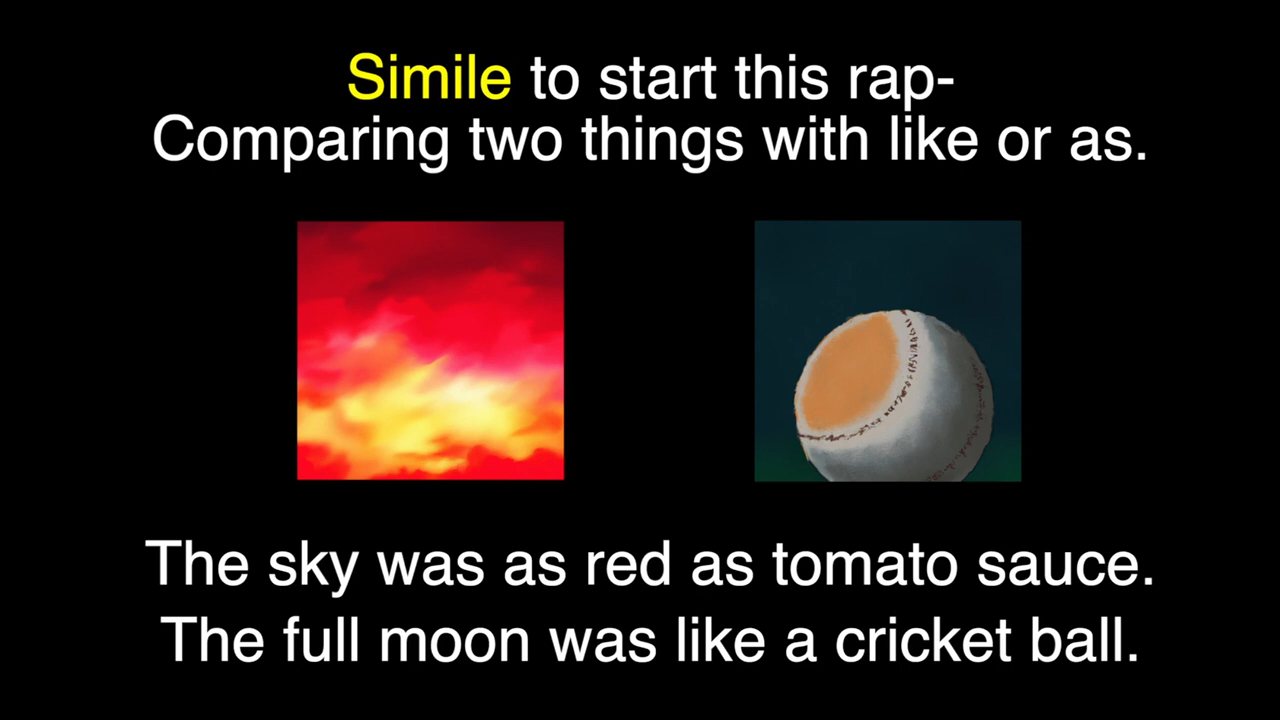 Simile to start this rap-
Comparing two things with like or as.
The sky was as red as tomato sauce.
The full moon was like a cricket ball.